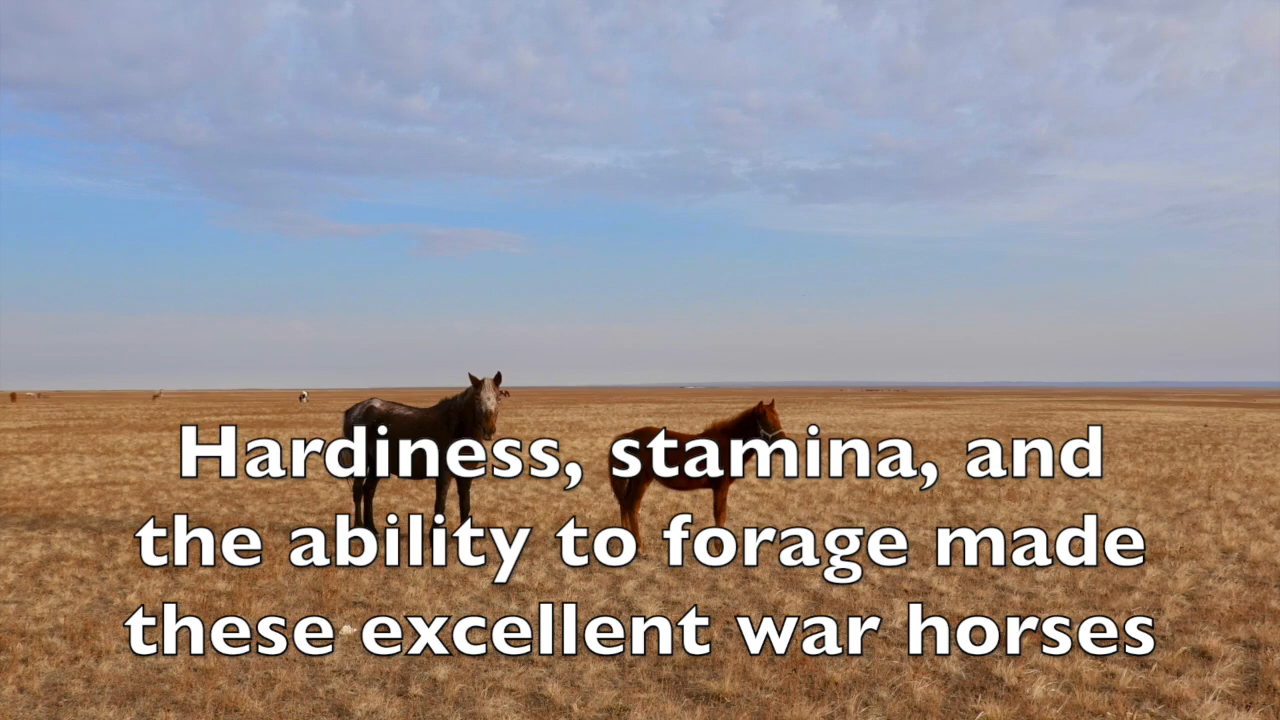 Hardiness, stamina, and
the ability to forage made
these excellent war horses